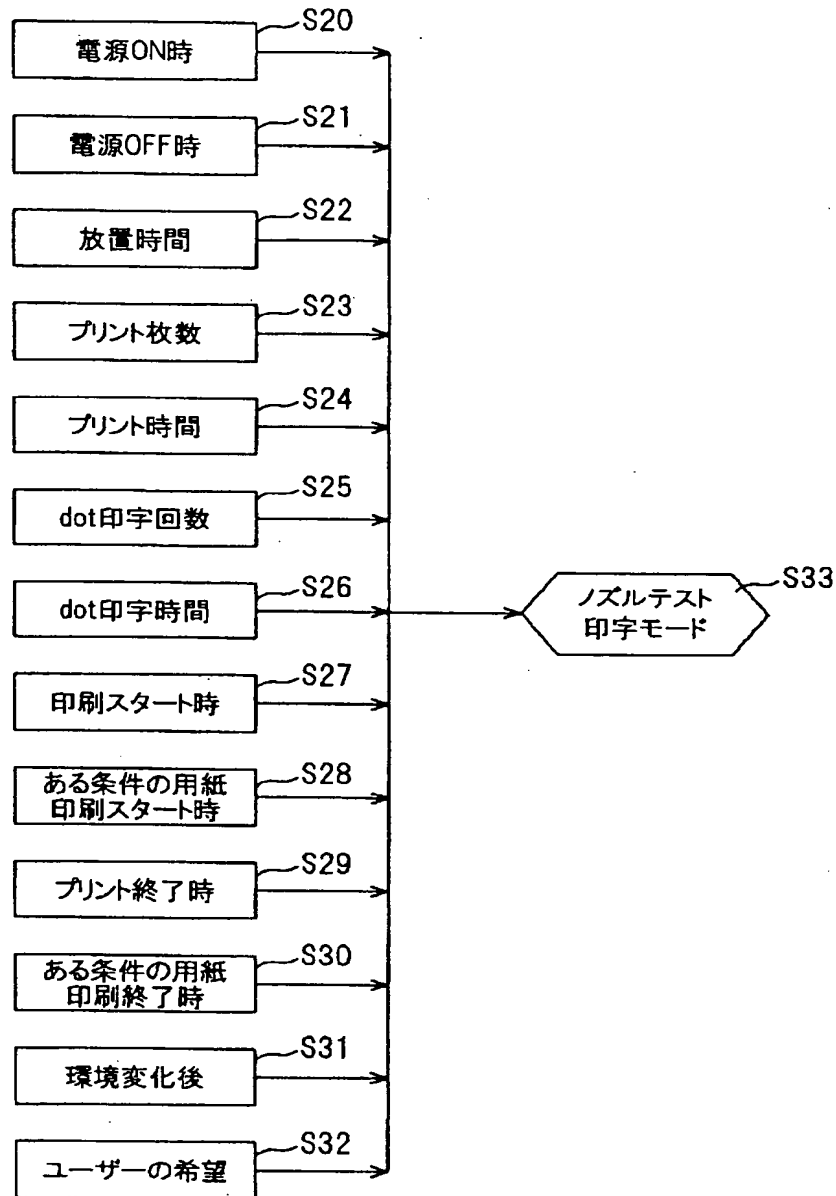 電源ON時
S20
電源OFF時
S21
放置時間
S22
プリント枚数
S23
プリント時間
S24
dot印字回数
S25
dot印字時間
S26
印刷スタート時
S27
ある条件の用紙
印刷スタート時
S28
プリント終了時
S29
ある条件の用紙
印刷終了時
S30
環境変化後
S31
ユーザーの希望
S32
ノズルテスト
印字モード
S33